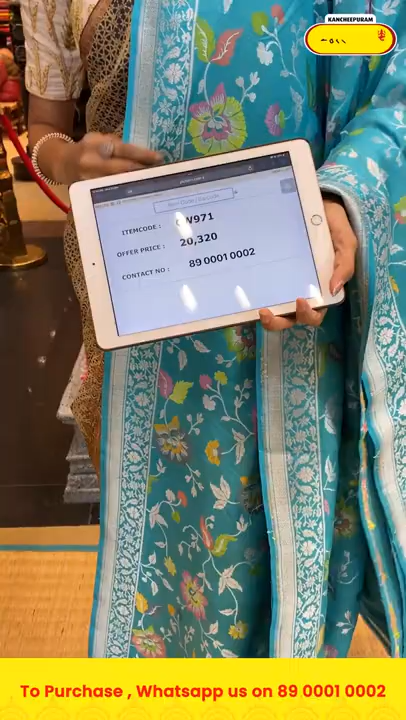 KANCHEEPURAM
ITEMCODE : CW971
OFFER PRICE : 20,320
CONTACT NO : 89 0001 0002
To Purchase , Whatsapp us on 89 0001 0002